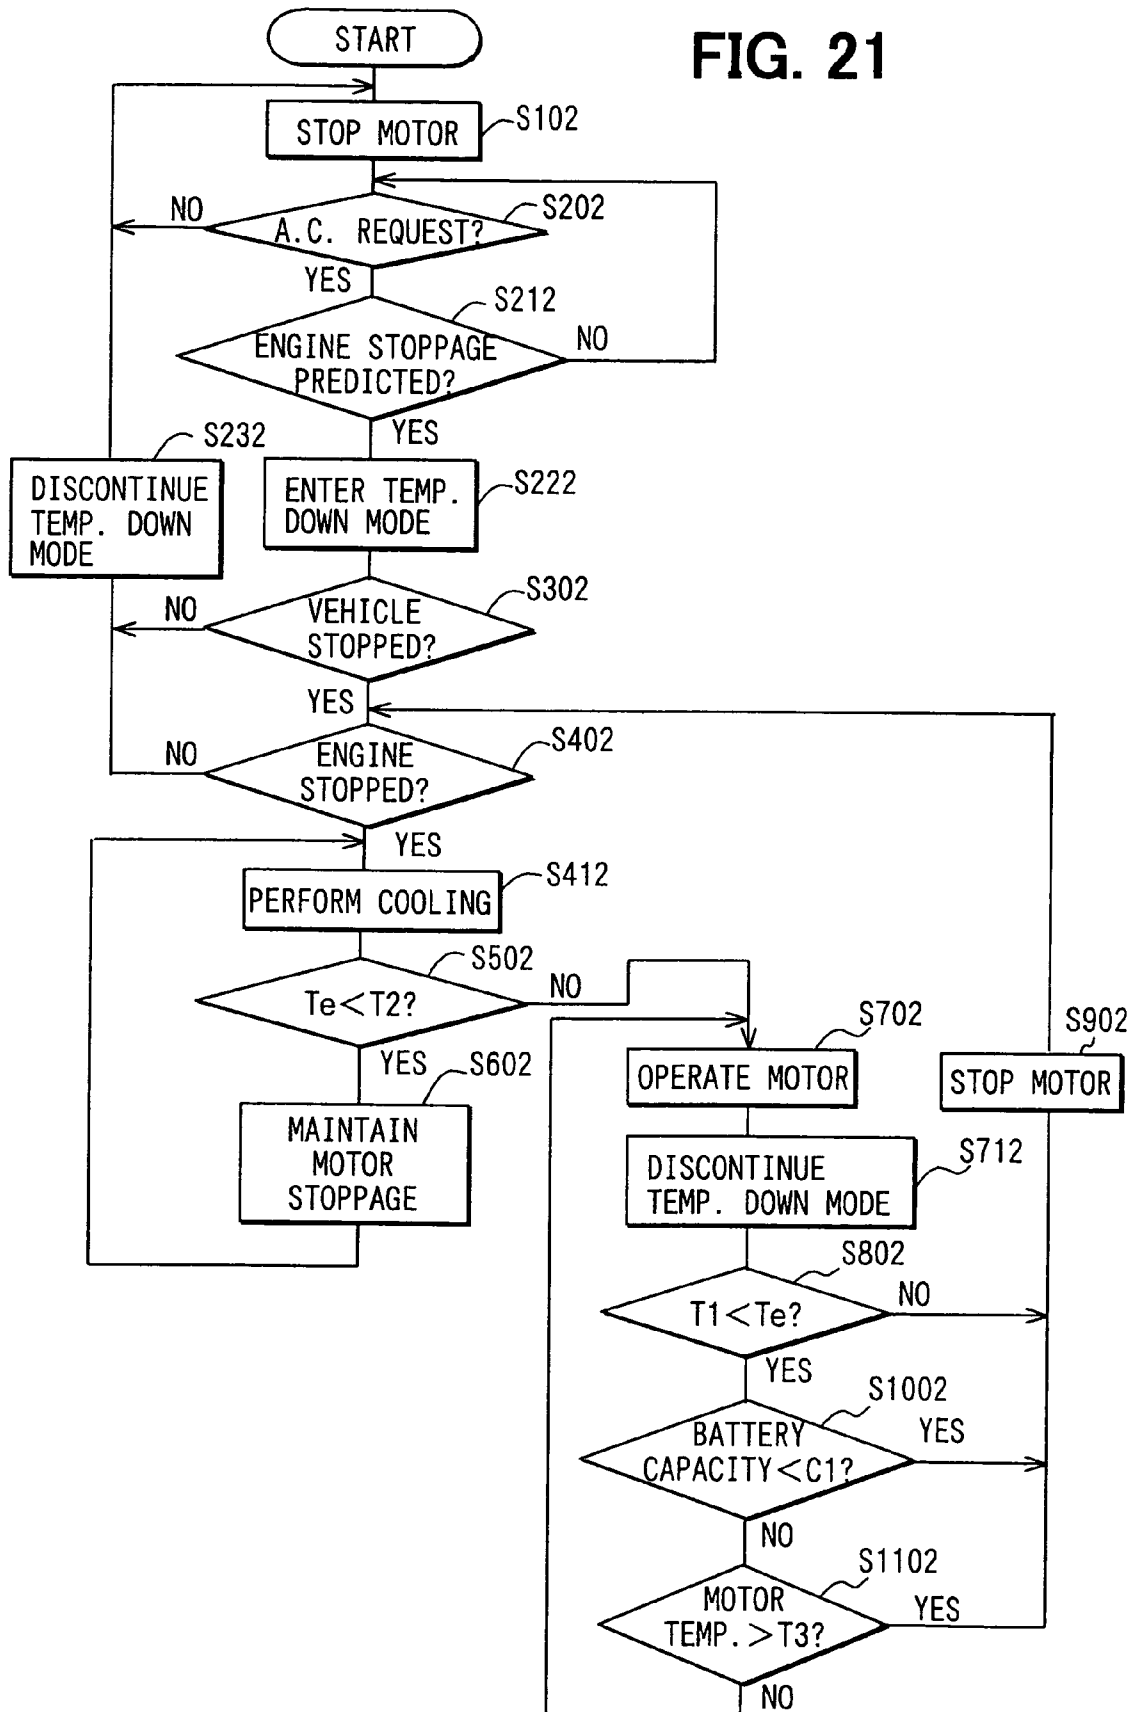 START
FIG. 21
STOP MOTOR
S102
NO
A.C. REQUEST?
S202
YES
S212
ENGINE STOPPAGE
PREDICTED?
NO
YES
S232
DISCONTINUE
TEMP. DOWN
MODE
ENTER TEMP.
DOWN MODE
S222
NO
VEHICLE
STOPPED?
S302
YES
NO
ENGINE
STOPPED?
S402
YES
PERFORM COOLING
S412
Te<T2?
S502
NO
YES
S602
MAINTAIN
MOTOR
STOPPAGE
S702
OPERATE MOTOR
S902
STOP MOTOR
S712
DISCONTINUE
TEMP. DOWN MODE
S802
T1<Te?
NO
YES
S1002
BATTERY
CAPACITY<C1?
YES
NO
S1102
MOTOR
TEMP.>T3?
YES
NO